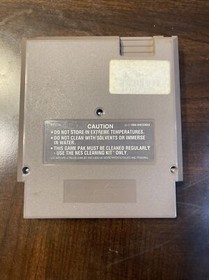 CAUTION
• DO NOT STORE IN EXTREME TEMPERATURES.
• DO NOT CLEAN WITH SOLVENTS OR IMMERSE
IN WATER.
• THIS GAME PAK MUST BE CLEANED REGULARLY
- USE THE NES CLEANING KIT ONLY.